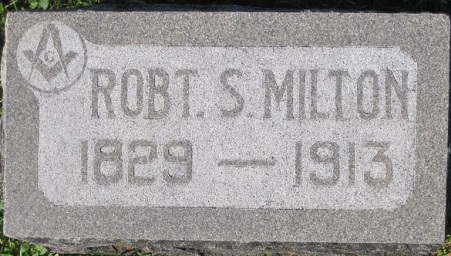 G
ROBT. S. MILTON
1829 — 1913